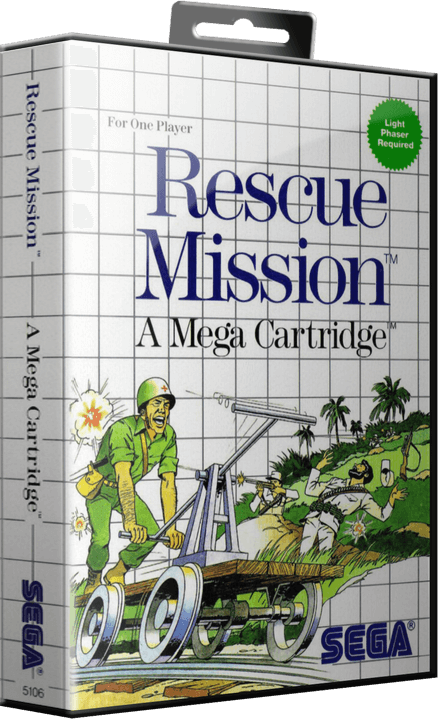 Rescue Mission™
A Mega Cartridge™
SEGA®
5106
For One Player
Light
Phaser
Required
Rescue
Mission™
A Mega Cartridge™
SEGA®